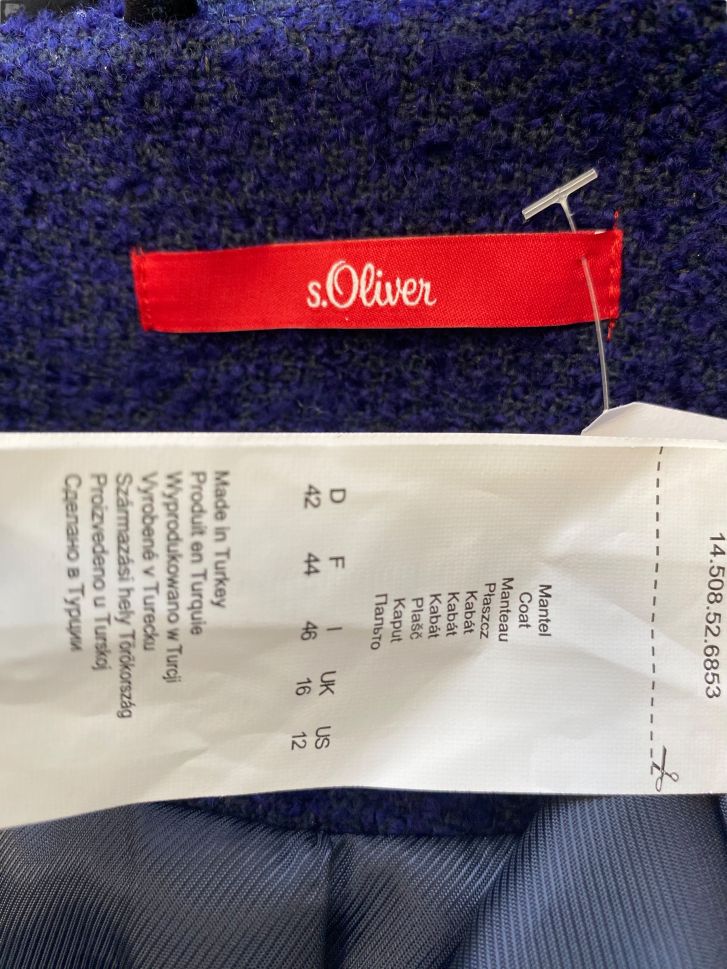 s.Oliver
14.508.52.6853
Mantel
Coat
Manteau
Płaszcz
Kabát
Kabát
Kabát
Plašč
Kaput
Пальто
D F I UK US
42 44 46 16 12
Made in Turkey
Produit en Turquie
Wyprodukowano w Turcji
Vyrobené v Turecku
Származási hely Törökország
Proizvedeno u Turskoj
Сделано в Турции